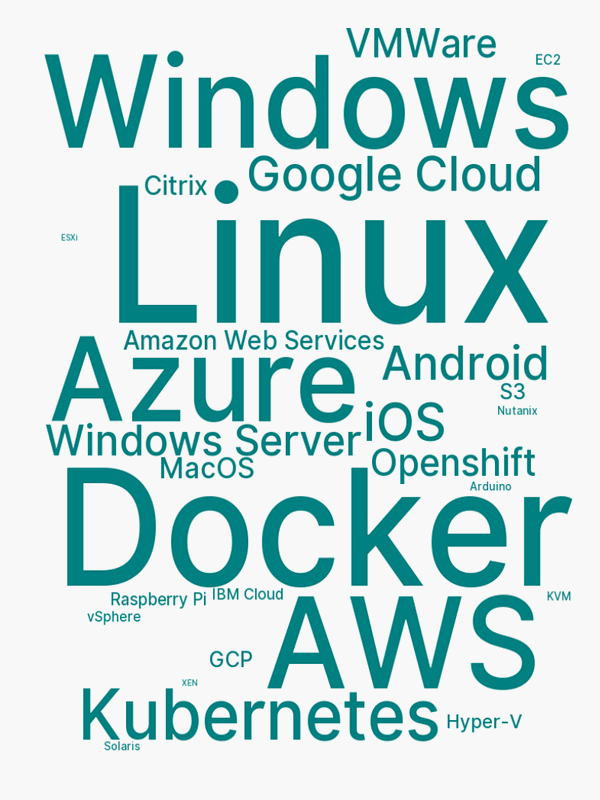 VMWare
EC2
Windows
Google Cloud
Citrix
Linux
ESXi
Amazon Web Services
Azure
Android
S3
Nutanix
iOS
Windows Server
Openshift
MacOS
Arduino
Docker
Raspberry Pi
IBM Cloud
KVM
vSphere
AWS
GCP
XEN
Kubernetes
Hyper-V
Solaris